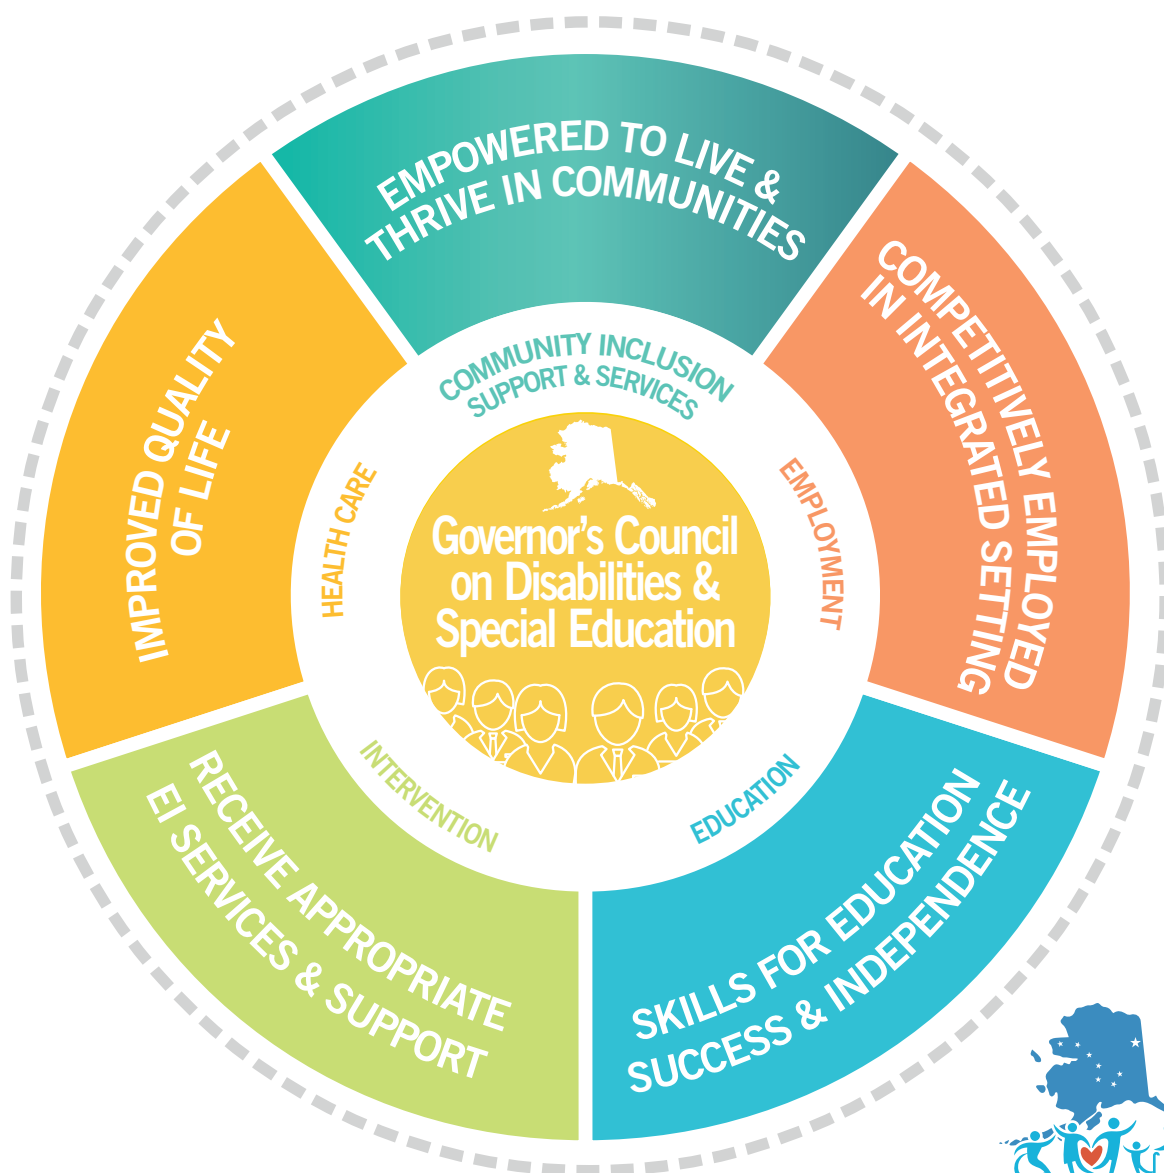 EMPOWERED TO LIVE &
THRIVE IN COMMUNITIES
COMPETITIVELY EMPLOYED
IN INTEGRATED SETTING
SKILLS FOR EDUCATION
SUCCESS & INDEPENDENCE
RECEIVE APPROPRIATE
EI SERVICES & SUPPORT
IMPROVED QUALITY
OF LIFE
COMMUNITY INCLUSION
SUPPORT & SERVICES
EMPLOYMENT
EDUCATION
INTERVENTION
HEALTH CARE
Governor's Council
on Disabilities &
Special Education